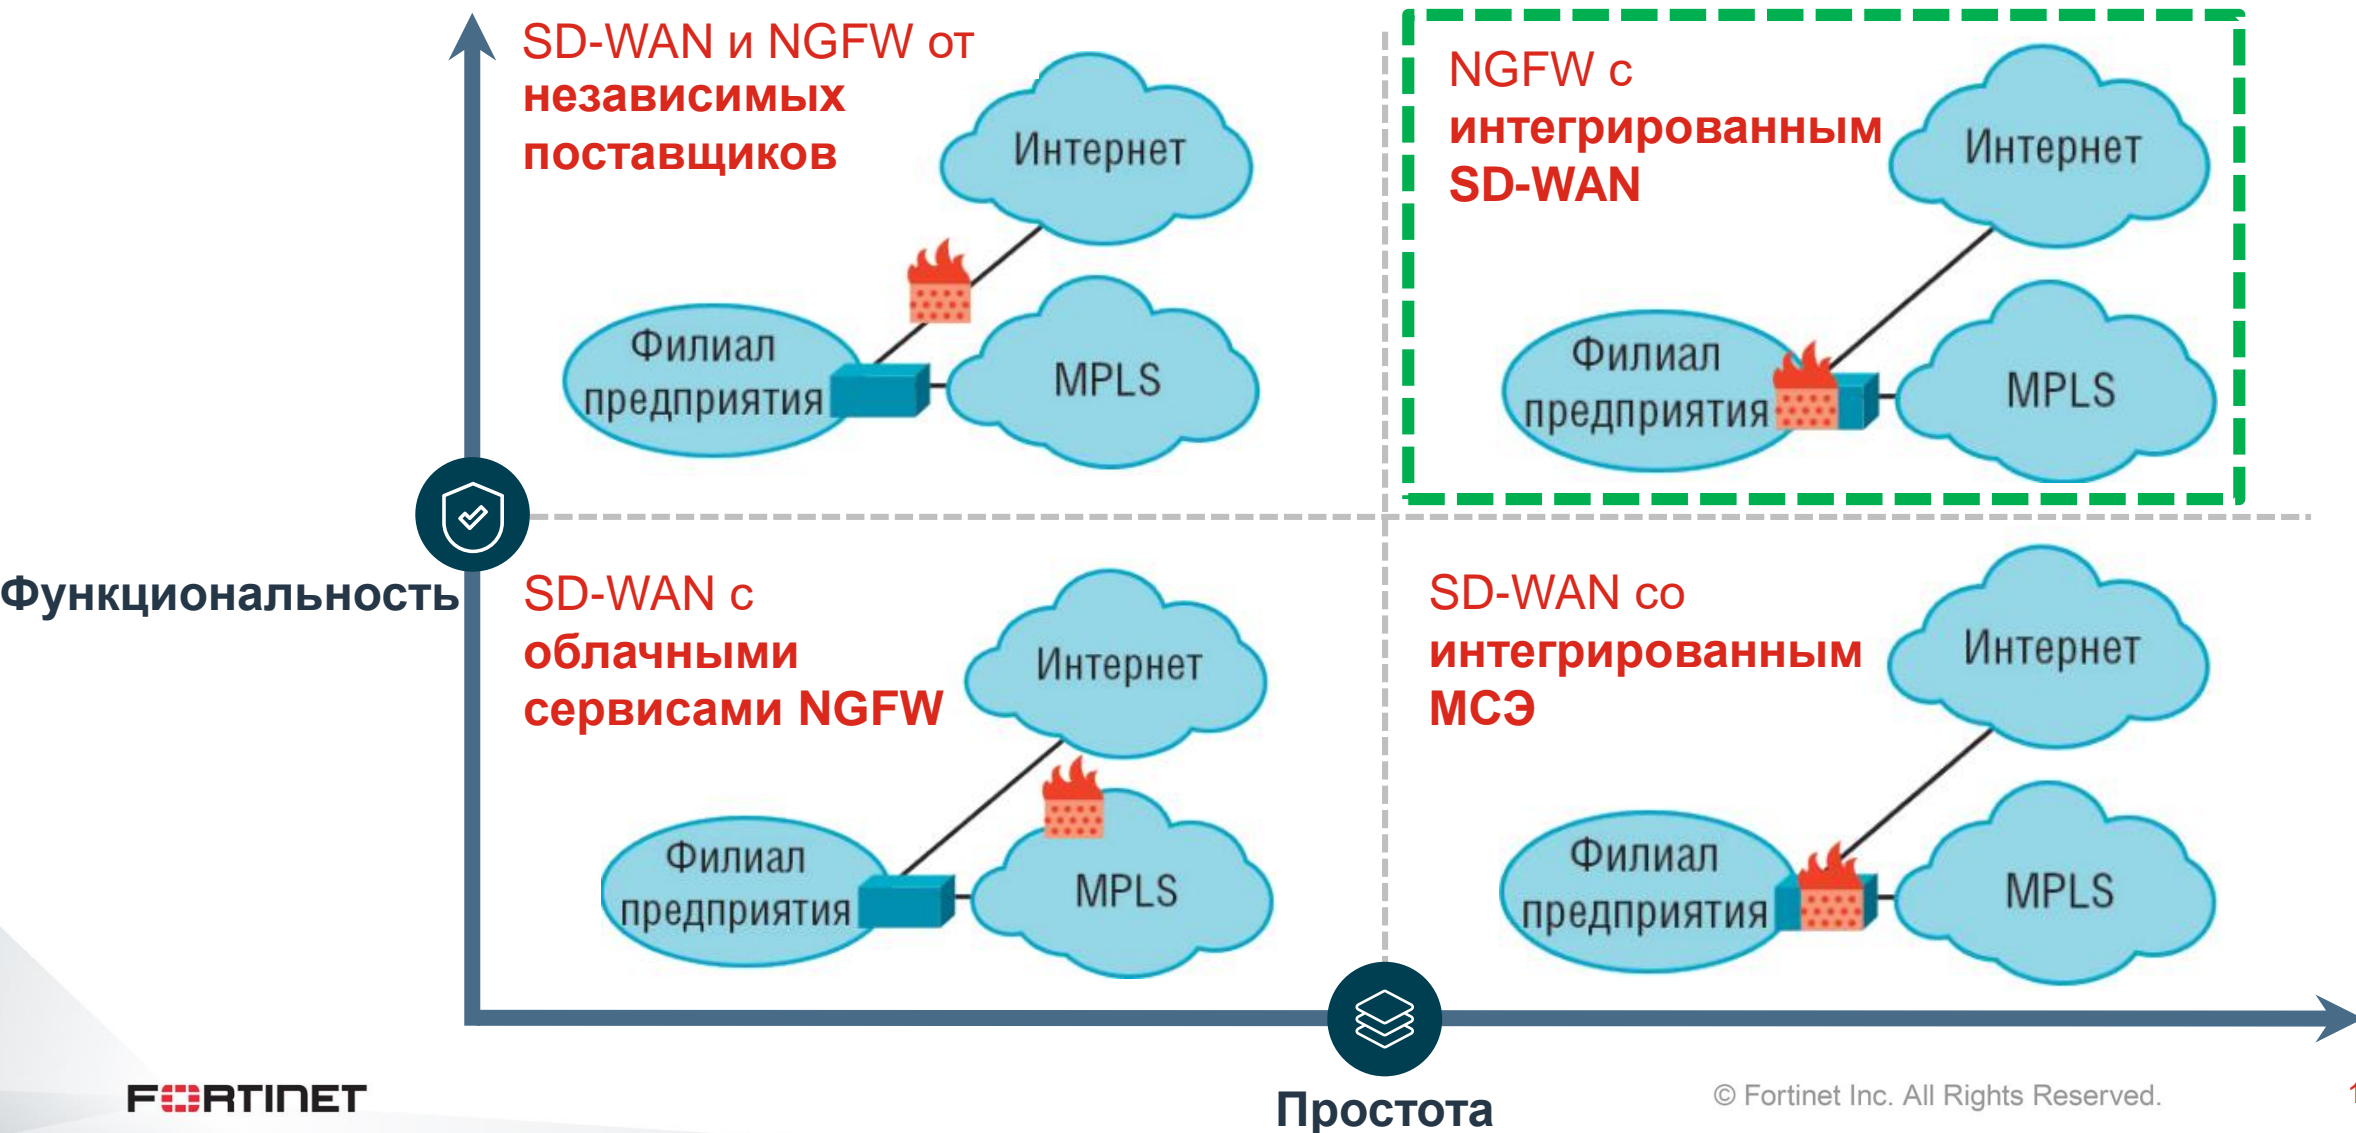 SD-WAN и NGFW от
независимых
поставщиков
Интернет
Филиал
предприятия
MPLS
NGFW с
интегрированным
SD-WAN
Интернет
Филиал
предприятия
MPLS
Функциональность
SD-WAN с
облачными
сервисами NGFW
Интернет
Филиал
предприятия
MPLS
SD-WAN со
интегрированным
МСЭ
Интернет
Филиал
предприятия
MPLS
FORTINET
Простота
© Fortinet Inc. All Rights Reserved.